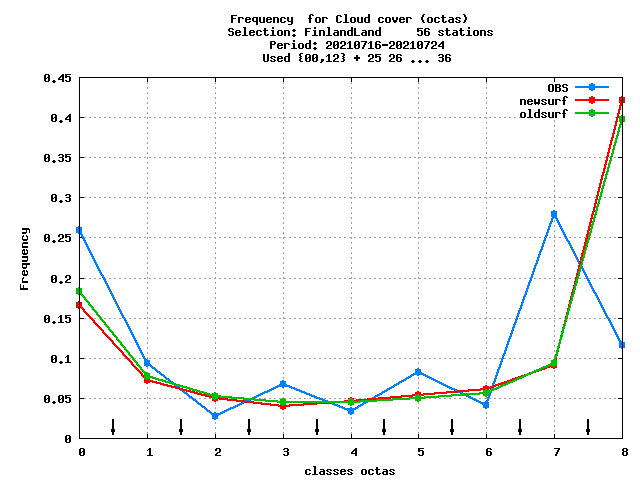 Frequency  for Cloud cover (octas)
Selection: FinlandLand     56 stations
Period: 20210716-20210724
Used {00,12} + 25 26 ... 36
OBS
newsurf
oldsurf
0.45
0.4
0.35
0.3
0.25
0.2
0.15
0.1
0.05
0
Frequency
0 1 2 3 4 5 6 7 8
classes octas